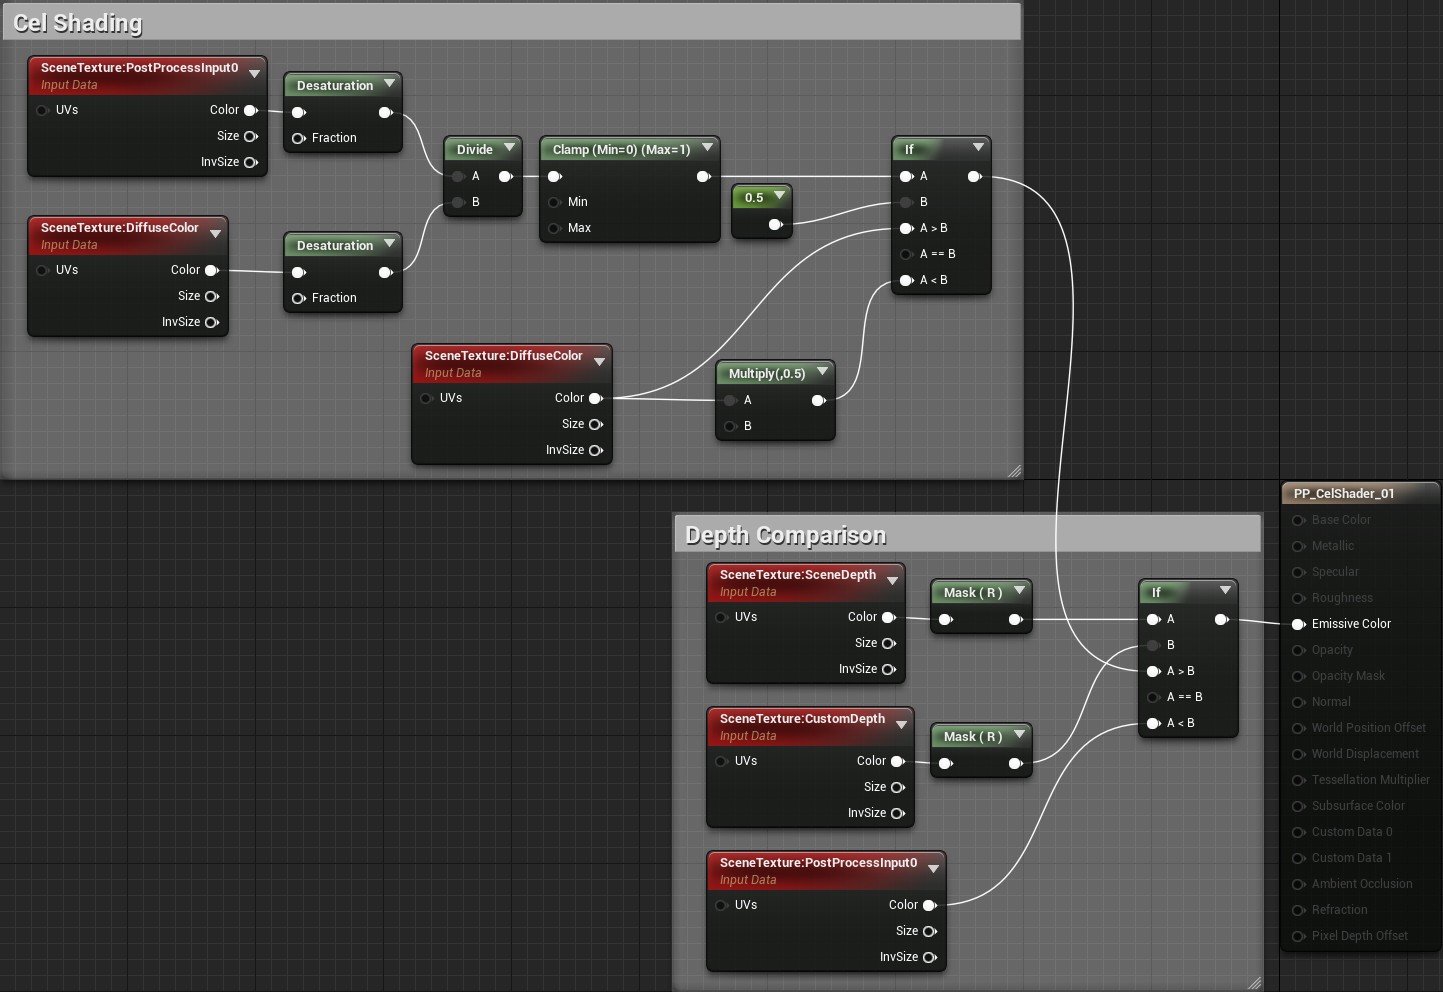 Cel Shading
SceneTexture:PostProcessInput0
Input Data
UVs
Color
Size
InvSize
Desaturation
Fraction
SceneTexture:DiffuseColor
Input Data
UVs
Color
Size
InvSize
Desaturation
Fraction
Divide
A
B
Clamp (Min=0) (Max=1)
Min
Max
0.5
If
A
B
A > B
A == B
A < B
SceneTexture:DiffuseColor
Input Data
UVs
Color
Size
InvSize
Multiply(,0.5)
A
B
Depth Comparison
SceneTexture:SceneDepth
Input Data
UVs
Color
Size
InvSize
Mask ( R )
SceneTexture:CustomDepth
Input Data
UVs
Color
Size
InvSize
Mask ( R )
SceneTexture:PostProcessInput0
Input Data
UVs
Color
Size
InvSize
If
A
B
A > B
A == B
A < B
PP_CelShader_01
Base Color
Metallic
Specular
Roughness
Emissive Color
Opacity
Opacity Mask
Normal
World Position Offset
World Displacement
Tessellation Multiplier
Subsurface Color
Custom Data 0
Custom Data 1
Ambient Occlusion
Refraction
Pixel Depth Offset